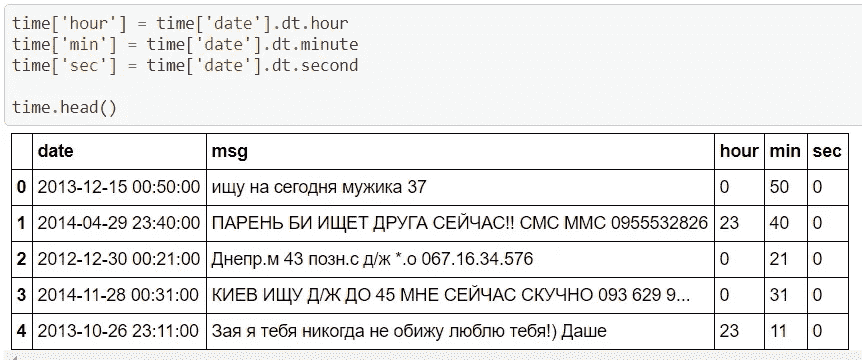 time['hour'] = time['date'].dt.hour
time['min'] = time['date'].dt.minute
time['sec'] = time['date'].dt.second
time.head()
date msg hour min sec
0 2013-12-15 00:50:00 ищу на сегодня мужика 37 0 50 0
1 2014-04-29 23:40:00 ПАРЕНЬ БИ ИЩЕТ ДРУГА СЕЙЧАС!! СМС ММС 0955532826 23 40 0
2 2012-12-30 00:21:00 Днепр.м 43 позн.с д/ж *.о 067.16.34.576 0 21 0
3 2014-11-28 00:31:00 КИЕВ ИЩУ Д/Ж ДО 45 МНЕ СЕЙЧАС СКУЧНО 093 629 9... 0 31 0
4 2013-10-26 23:11:00 Зая я тебя никогда не обижу люблю тебя!) Даше 23 11 0